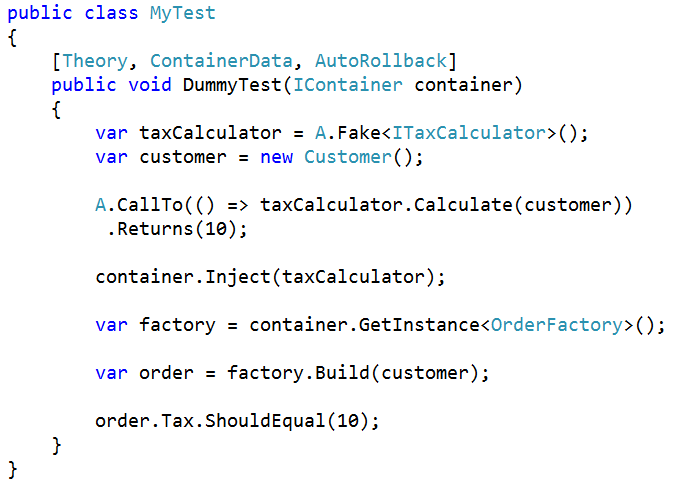 public class MyTest
{
    [Theory, ContainerData, AutoRollback]
    public void DummyTest(IContainer container)
    {
        var taxCalculator = A.Fake<ITaxCalculator>();
        var customer = new Customer();

        A.CallTo(() => taxCalculator.Calculate(customer))
         .Returns(10);

        container.Inject(taxCalculator);

        var factory = container.GetInstance<OrderFactory>();

        var order = factory.Build(customer);

        order.Tax.ShouldEqual(10);
    }
}